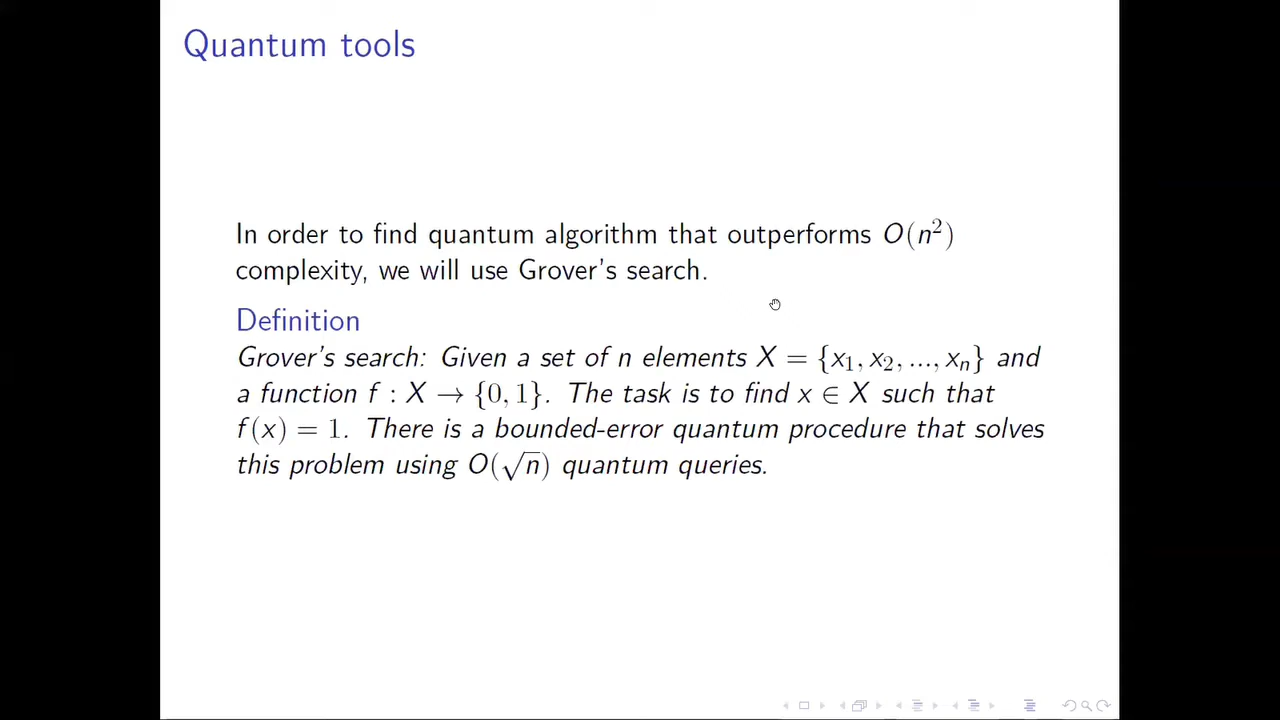 Quantum tools
In order to find quantum algorithm that outperforms O(n²)
complexity, we will use Grover's search.
Definition
Grover's search: Given a set of n elements X = {x₁, x₂, ..., xₙ} and
a function f : X → {0, 1}. The task is to find x ∈ X such that
f(x) = 1. There is a bounded-error quantum procedure that solves
this problem using O(√n) quantum queries.